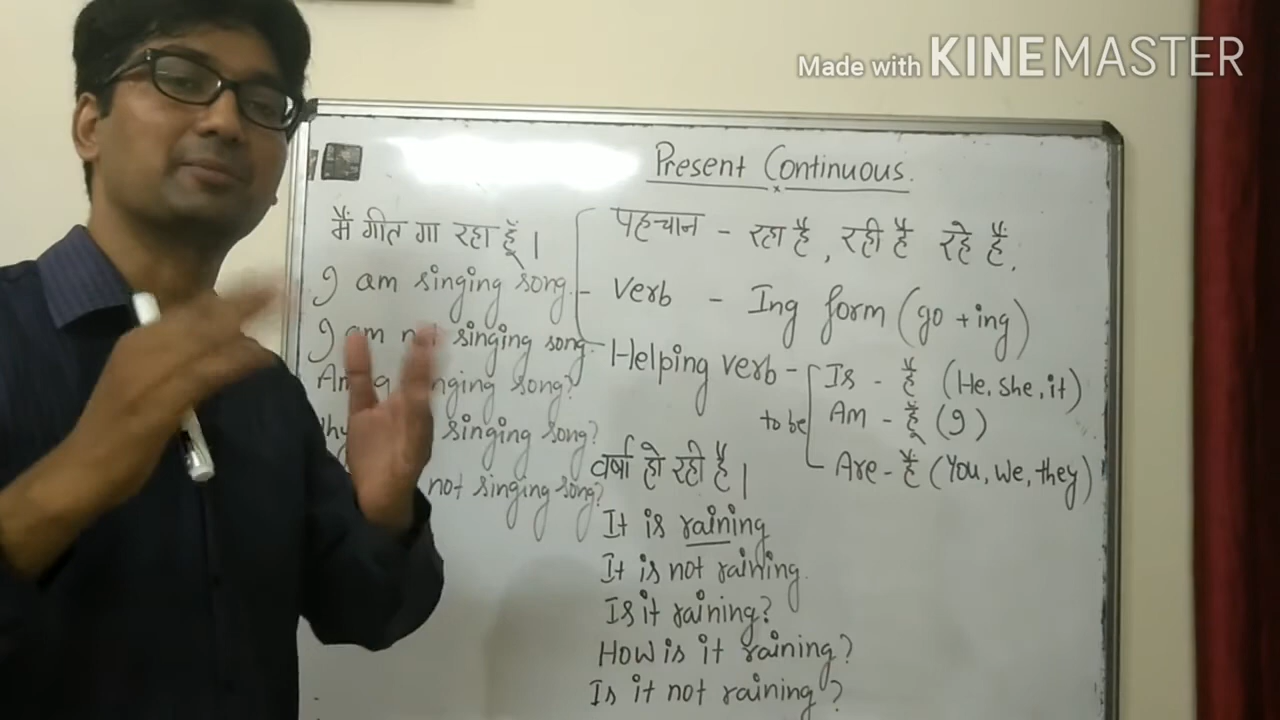 Made with KINEMASTER
Present Continuous.
मैं गीत गा रहा हूँ।
I am singing song.
I am not singing song.
singing song?
singing song?
not singing song?
पहचान - रहा है, रही है रहे हैं.
Verb - Ing form (go + ing)
Helping verb -
to be
Is - है (He, she, it)
Am - हूँ (I)
Are - हैं (You, we, they)
वर्षा हो रही है।
It is raining
It is not raining.
Is it raining?
How is it raining?
Is it not raining?